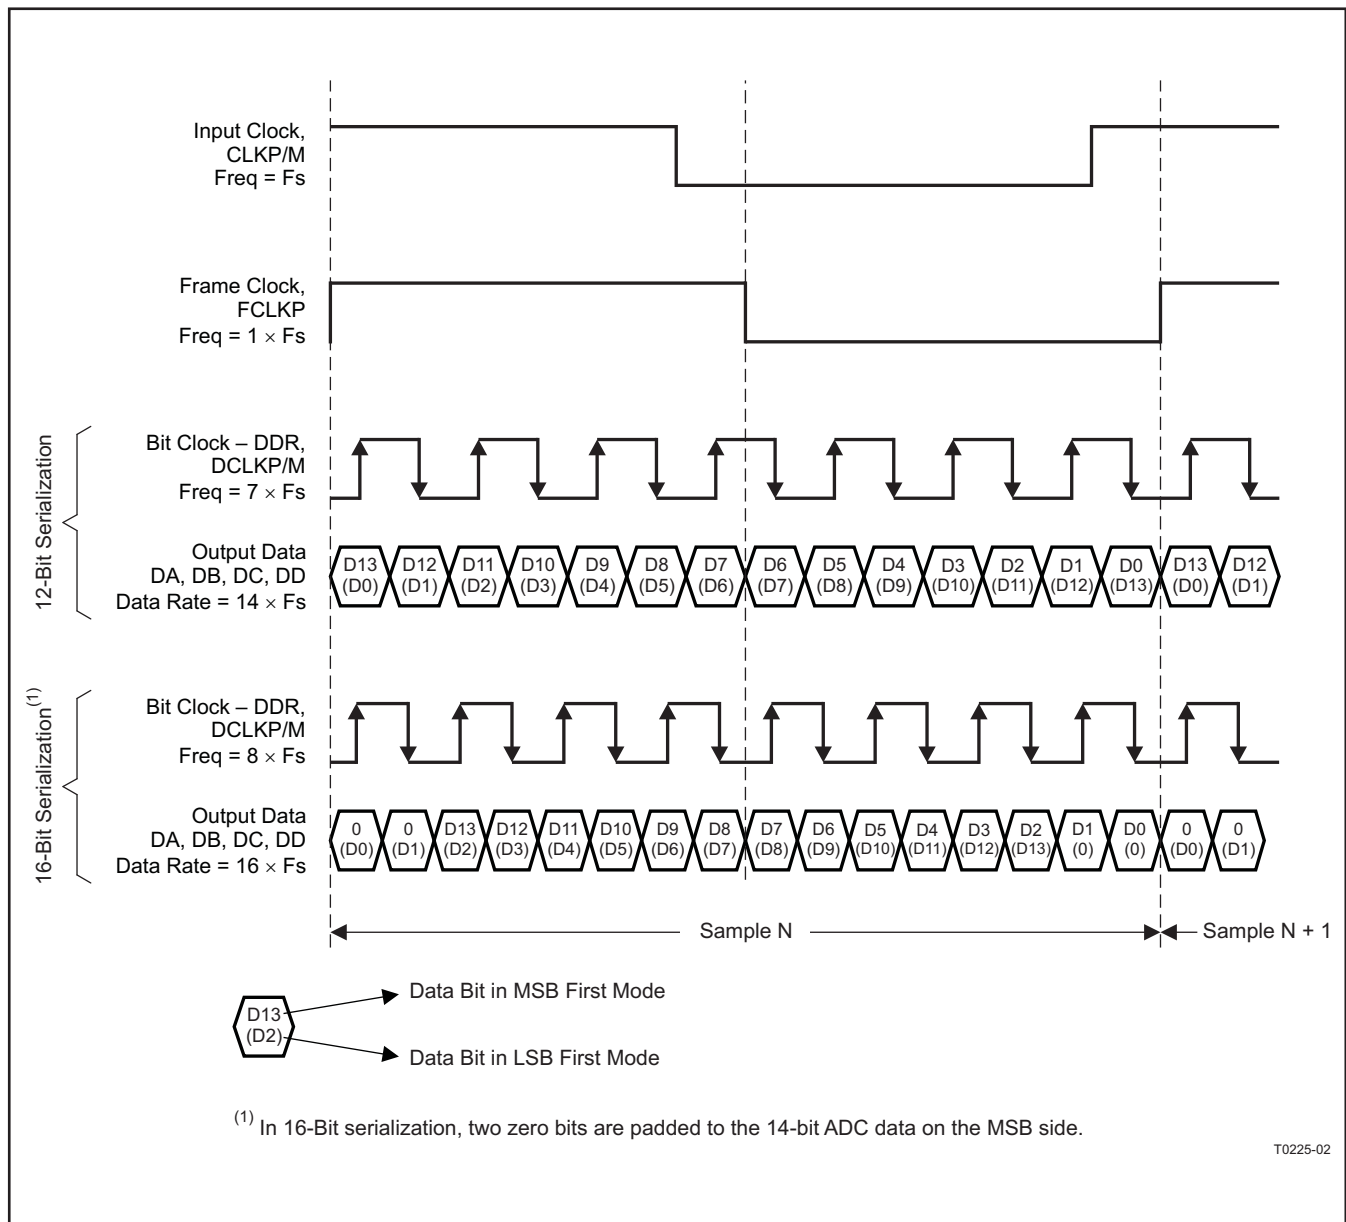 Input Clock,
CLKP/M
Freq = Fs
Frame Clock,
FCLKP
Freq = 1 × Fs
12-Bit Serialization
Bit Clock – DDR,
DCLKP/M
Freq = 7 × Fs
Output Data
DA, DB, DC, DD
Data Rate = 14 × Fs
D13 D12 D11 D10 D9 D8 D7 D6 D5 D4 D3 D2 D1 D0 D13 D12
(D0) (D1) (D2) (D3) (D4) (D5) (D6) (D7) (D8) (D9) (D10) (D11) (D12) (D13) (D0) (D1)
16-Bit Serialization(1)
Bit Clock – DDR,
DCLKP/M
Freq = 8 × Fs
Output Data
DA, DB, DC, DD
Data Rate = 16 × Fs
0 0 D13 D12 D11 D10 D9 D8 D7 D6 D5 D4 D3 D2 D1 D0 0 0
(D0) (D1) (D2) (D3) (D4) (D5) (D6) (D7) (D8) (D9) (D10) (D11) (D12) (D13) (0) (0) (D0) (D1)
Sample N
Sample N + 1
D13
(D2)
Data Bit in MSB First Mode
Data Bit in LSB First Mode
(1) In 16-Bit serialization, two zero bits are padded to the 14-bit ADC data on the MSB side.
T0225-02